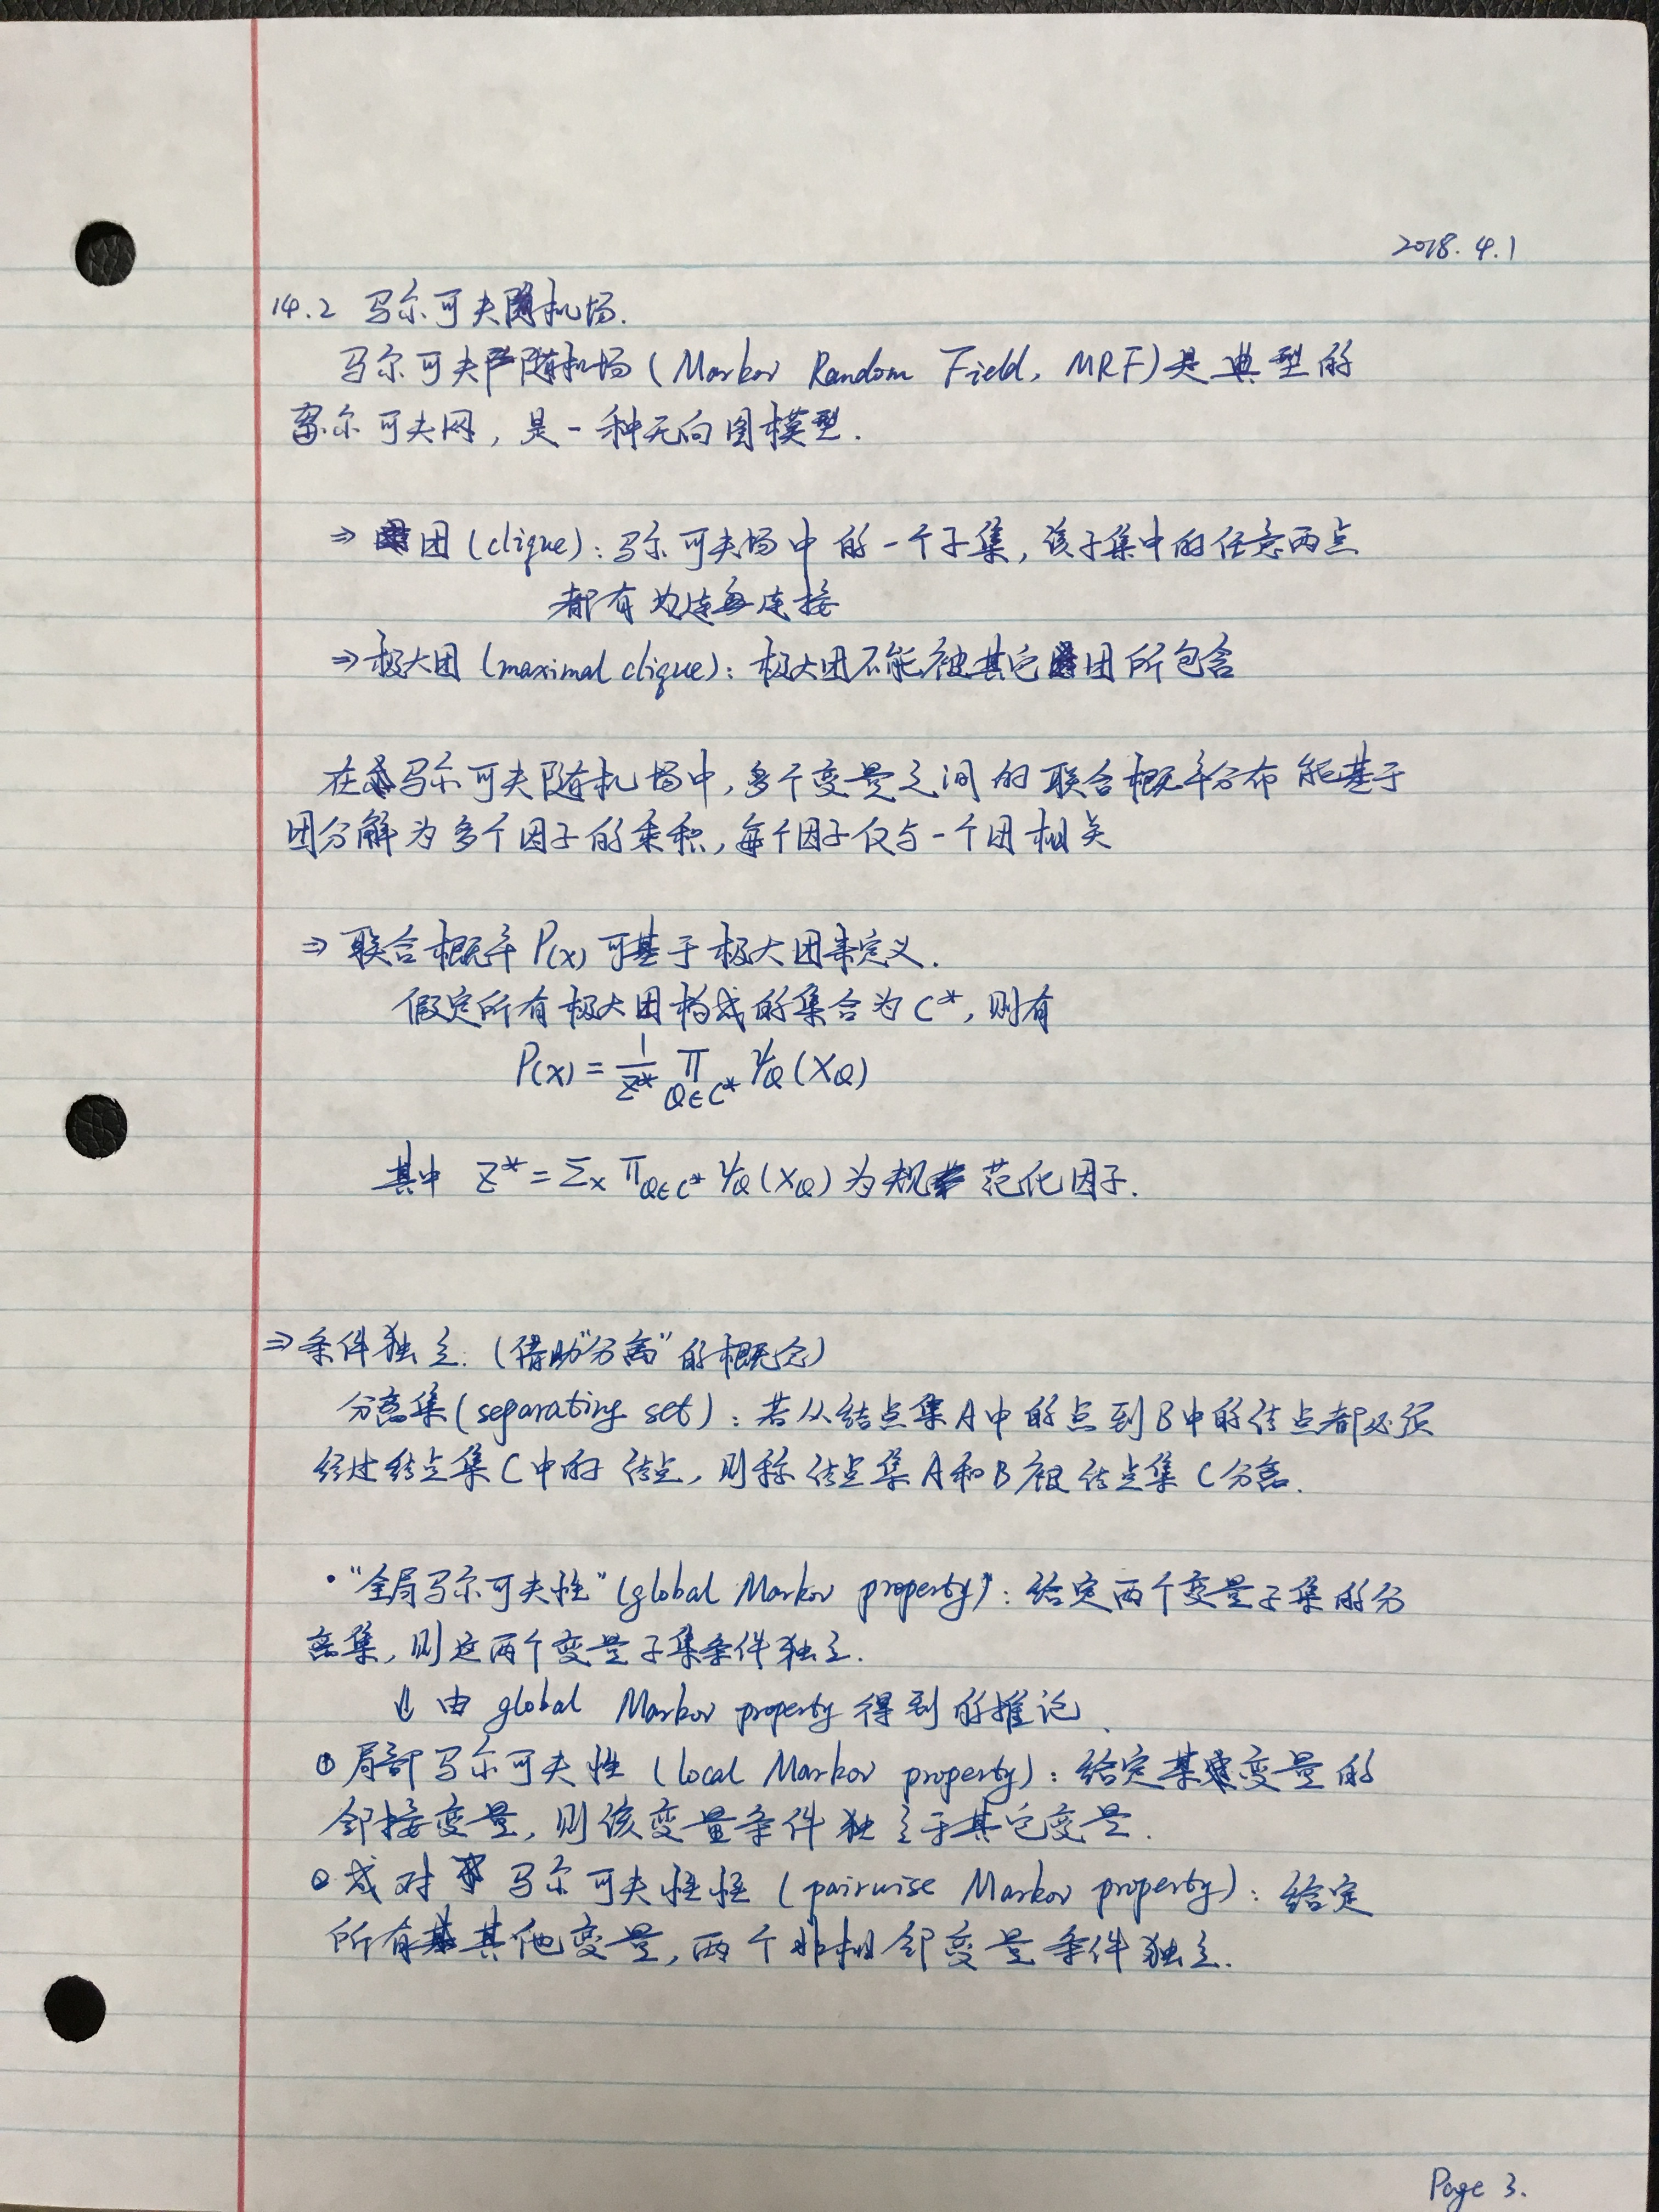 2018.4.1
14.2 马尔可夫随机场.
马尔可夫随机场 (Markov Random Field, MRF) 是典型的
马尔可夫网, 是一种无向图模型.
⇒ 团 (clique): 马尔可夫场中的一个子集, 该子集中的任意两点
都有边连接
⇒ 极大团 (maximal clique): 极大团不能被其它团所包含
在马尔可夫随机场中, 多个变量之间的联合概率分布能基于
团分解为多个因子的乘积, 每个因子仅与一个团相关
⇒ 联合概率 P(x) 可基于极大团来定义.
假定所有极大团构成的集合为 C*, 则有
P(x) = 1/Z* ∏_{Q∈C*} ψ_Q (X_Q)
其中 Z* = Σ_x ∏_{Q∈C*} ψ_Q (X_Q) 为规范化因子.
⇒ 条件独立. (借助“分离”的概念)
分离集 (separating set): 若从结点集A中的点到B中的结点都必须
经过结点集C中的结点, 则称结点集A和B被结点集C分离.
· “全局马尔可夫性” (global Markov property): 给定两个变量子集的分
离集, 则这两个变量子集条件独立.
⇓ 由 global Markov property 得到的推论、
① 局部马尔可夫性 (local Markov property): 给定某变量的
邻接变量, 则该变量条件独立于其它变量.
② 成对马尔可夫性性 (pairwise Markov property): 给定
所有其他变量, 两个非相邻变量条件独立.
Page 3.